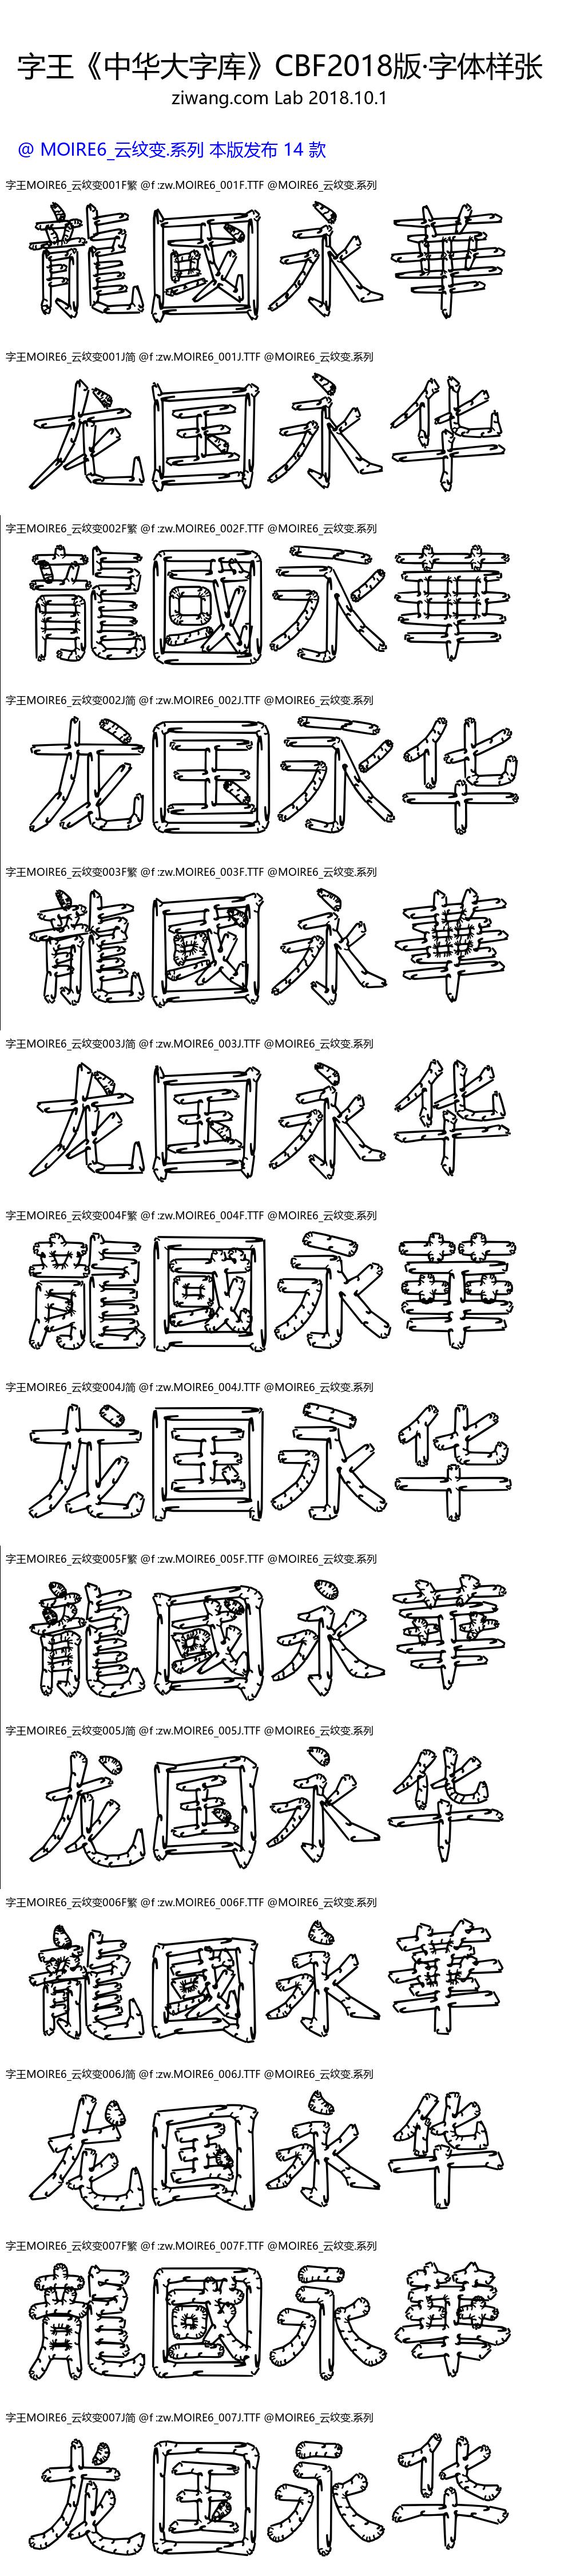 字王《中华大字库》CBF2018版·字体样张
ziwang.com Lab 2018.10.1
@ MOIRE6_云纹变.系列 本版发布 14 款
字王MOIRE6_云纹变001F繁 @f :zw.MOIRE6_001F.TTF @MOIRE6_云纹变.系列
龍國永華
字王MOIRE6_云纹变001J简 @f :zw.MOIRE6_001J.TTF @MOIRE6_云纹变.系列
龙国永华
字王MOIRE6_云纹变002F繁 @f :zw.MOIRE6_002F.TTF @MOIRE6_云纹变.系列
龍國永華
字王MOIRE6_云纹变002J简 @f :zw.MOIRE6_002J.TTF @MOIRE6_云纹变.系列
龙国永华
字王MOIRE6_云纹变003F繁 @f :zw.MOIRE6_003F.TTF @MOIRE6_云纹变.系列
龍國永華
字王MOIRE6_云纹变003J简 @f :zw.MOIRE6_003J.TTF @MOIRE6_云纹变.系列
龙国永华
字王MOIRE6_云纹变004F繁 @f :zw.MOIRE6_004F.TTF @MOIRE6_云纹变.系列
龍國永華
字王MOIRE6_云纹变004J简 @f :zw.MOIRE6_004J.TTF @MOIRE6_云纹变.系列
龙国永华
字王MOIRE6_云纹变005F繁 @f :zw.MOIRE6_005F.TTF @MOIRE6_云纹变.系列
龍國永華
字王MOIRE6_云纹变005J简 @f :zw.MOIRE6_005J.TTF @MOIRE6_云纹变.系列
龙国永华
字王MOIRE6_云纹变006F繁 @f :zw.MOIRE6_006F.TTF @MOIRE6_云纹变.系列
龍國永華
字王MOIRE6_云纹变006J简 @f :zw.MOIRE6_006J.TTF @MOIRE6_云纹变.系列
龙国永华
字王MOIRE6_云纹变007F繁 @f :zw.MOIRE6_007F.TTF @MOIRE6_云纹变.系列
龍國永華
字王MOIRE6_云纹变007J简 @f :zw.MOIRE6_007J.TTF @MOIRE6_云纹变.系列
龙国永华